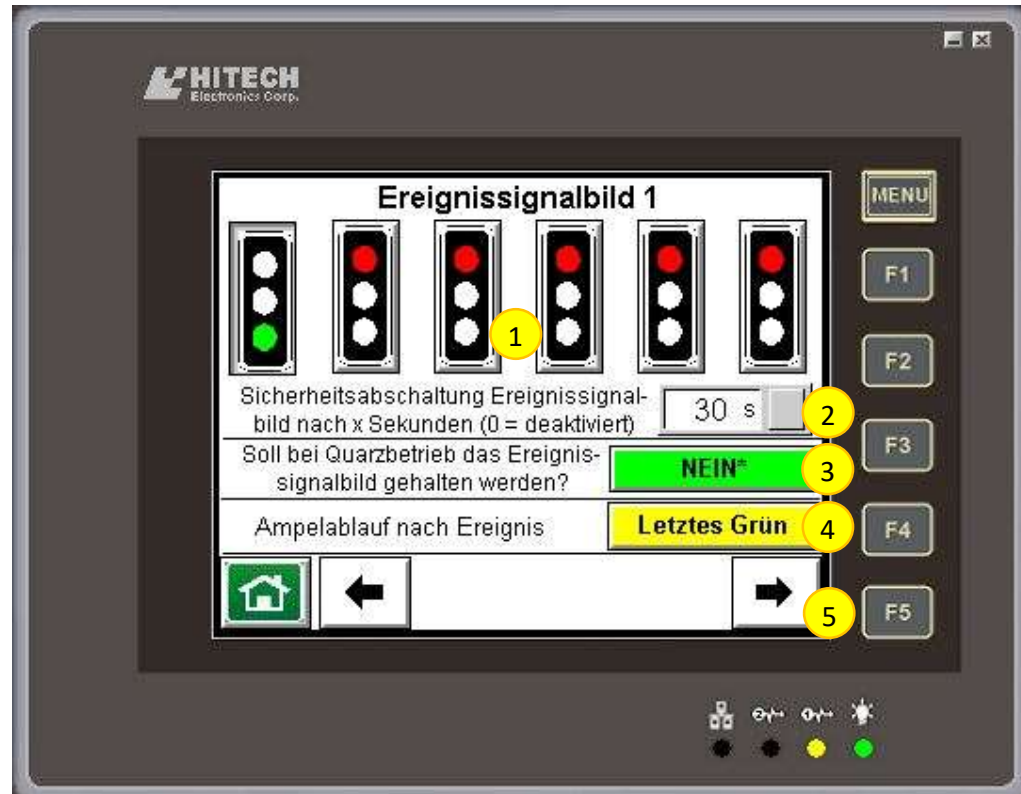 HITECH
Electronics Corp.
Ereignissignalbild 1
1
Sicherheitsabschaltung Ereignissignal-
bild nach x Sekunden (0 = deaktiviert)
30 s
2
Soll bei Quarzbetrieb das Ereignis-
signalbild gehalten werden?
NEIN*
3
Ampelablauf nach Ereignis
Letztes Grün
4
5
MENU
F1
F2
F3
F4
F5